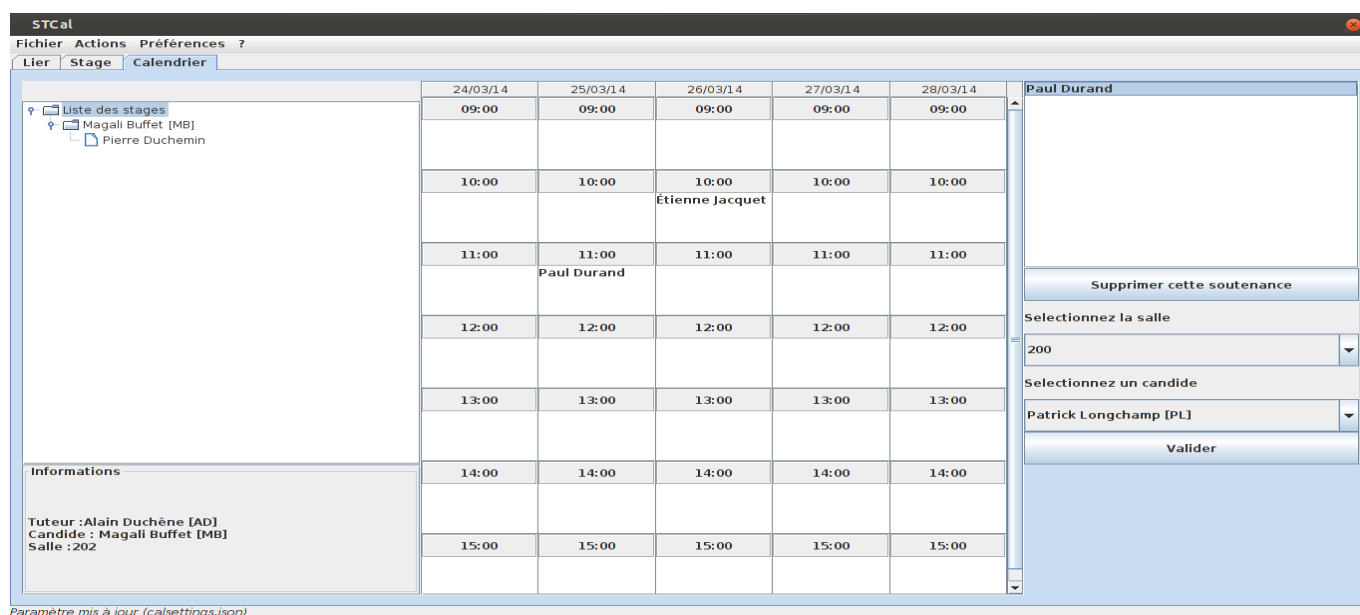 STCal
Fichier Actions Préférences ?
Lier Stage Calendrier
Liste des stages
Magali Buffet [MB]
Pierre Duchemin
Informations
Tuteur :Alain Duchêne [AD]
Candide : Magali Buffet [MB]
Salle :202
24/03/14 25/03/14 26/03/14 27/03/14 28/03/14
09:00 09:00 09:00 09:00 09:00
10:00 10:00 10:00 10:00 10:00
Étienne Jacquet
11:00 11:00 11:00 11:00 11:00
Paul Durand
12:00 12:00 12:00 12:00 12:00
13:00 13:00 13:00 13:00 13:00
14:00 14:00 14:00 14:00 14:00
15:00 15:00 15:00 15:00 15:00
Paul Durand
Supprimer cette soutenance
Selectionnez la salle
200
Selectionnez un candide
Patrick Longchamp [PL]
Valider
Paramètre mis à jour (calsettings.json)